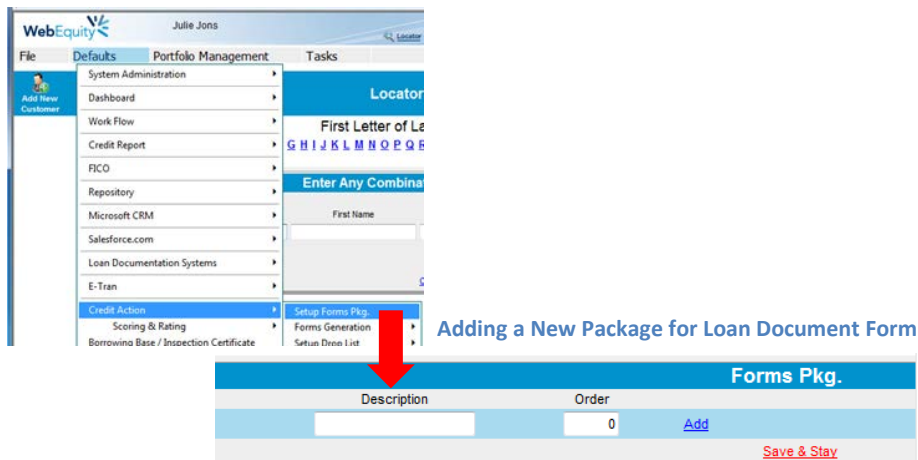 WebEquity Julie Jons Locator
File Defaults Portfolio Management Tasks
Add New
Customer
System Administration
Dashboard
Work Flow
Credit Report
FICO
Repository
Microsoft CRM
Salesforce.com
Loan Documentation Systems
E-Tran
Credit Action
Scoring & Rating
Borrowing Base / Inspection Certificate
Locator
First Letter of La
G H I J K L M N O P Q R
Enter Any Combina
First Name
Setup Forms Pkg.
Forms Generation
Setup Drop List
Adding a New Package for Loan Document Form
Forms Pkg.
Description Order
0 Add
Save & Stay